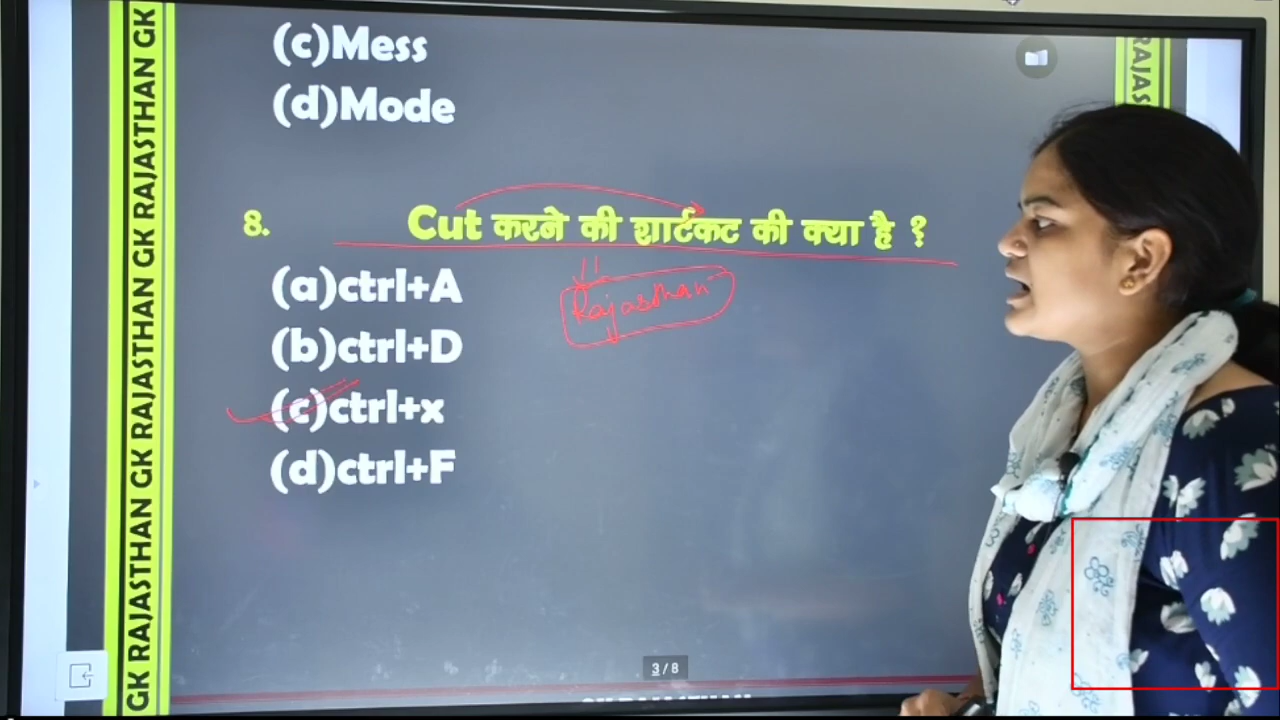 (c)Mess
(d)Mode
8. Cut करने की शार्टकट की क्या है ?
(a)ctrl+A
Rajasthan
(b)ctrl+D
(c)ctrl+x
(d)ctrl+F
3/8
GK RAJASTHAN GK RAJASTHAN GK RAJASTHAN GK
RAJAS